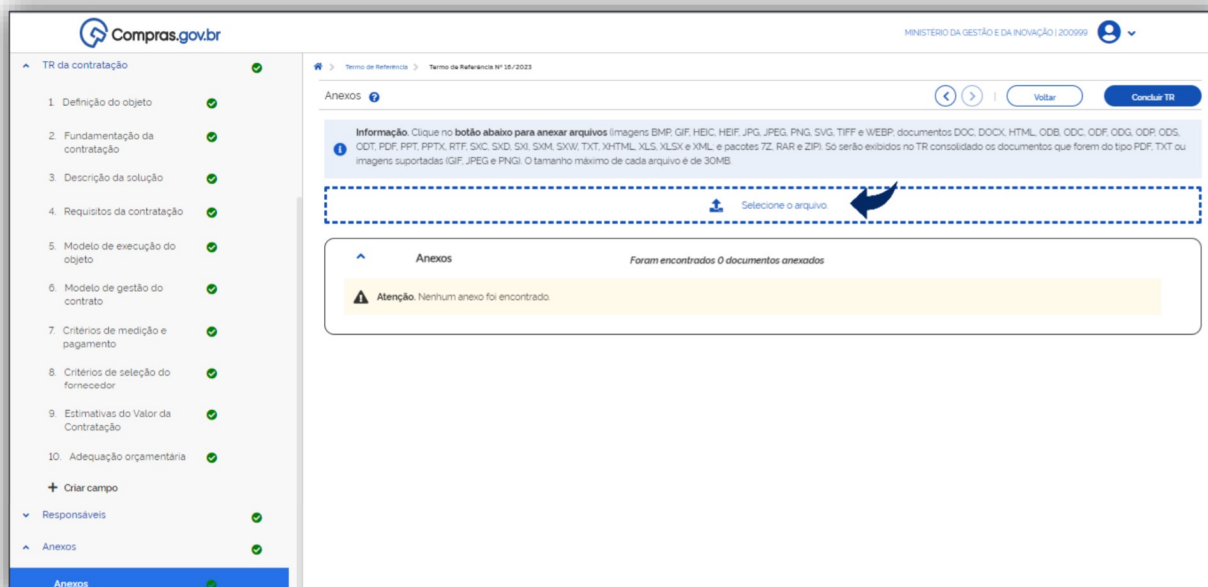 Compras.gov.br
MINISTÉRIO DA GESTÃO E DA INOVAÇÃO | 200999
TR da contratação
1. Definição do objeto
2. Fundamentação da
contratação
3. Descrição da solução
4. Requisitos da contratação
5. Modelo de execução do
objeto
6. Modelo de gestão do
contrato
7. Critérios de medição e
pagamento
8. Critérios de seleção do
fornecedor
9. Estimativas do Valor da
Contratação
10. Adequação orçamentária
+ Criar campo
Responsáveis
Anexos
Anexos
> Termo de Referência > Termo de Referência Nº 16/2023
Anexos
Voltar
Concluir TR
Informação. Clique no botão abaixo para anexar arquivos (imagens BMP, GIF, HEIC, HEIF, JPG, JPEG, PNG, SVG, TIFF e WEBP; documentos DOC, DOCX, HTML, ODB, ODC, ODF, ODG, ODP, ODS,
ODT, PDF, PPT, PPTX, RTF, SXC, SXD, SXI, SXM, SXW, TXT, XHTML, XLS, XLSX e XML; e pacotes 7Z, RAR e ZIP). Só serão exibidos no TR consolidado os documentos que forem do tipo PDF, TXT ou
imagens suportadas (GIF, JPEG e PNG). O tamanho máximo de cada arquivo é de 30MB.
Selecione o arquivo.
Anexos
Foram encontrados 0 documentos anexados
Atenção. Nenhum anexo foi encontrado.